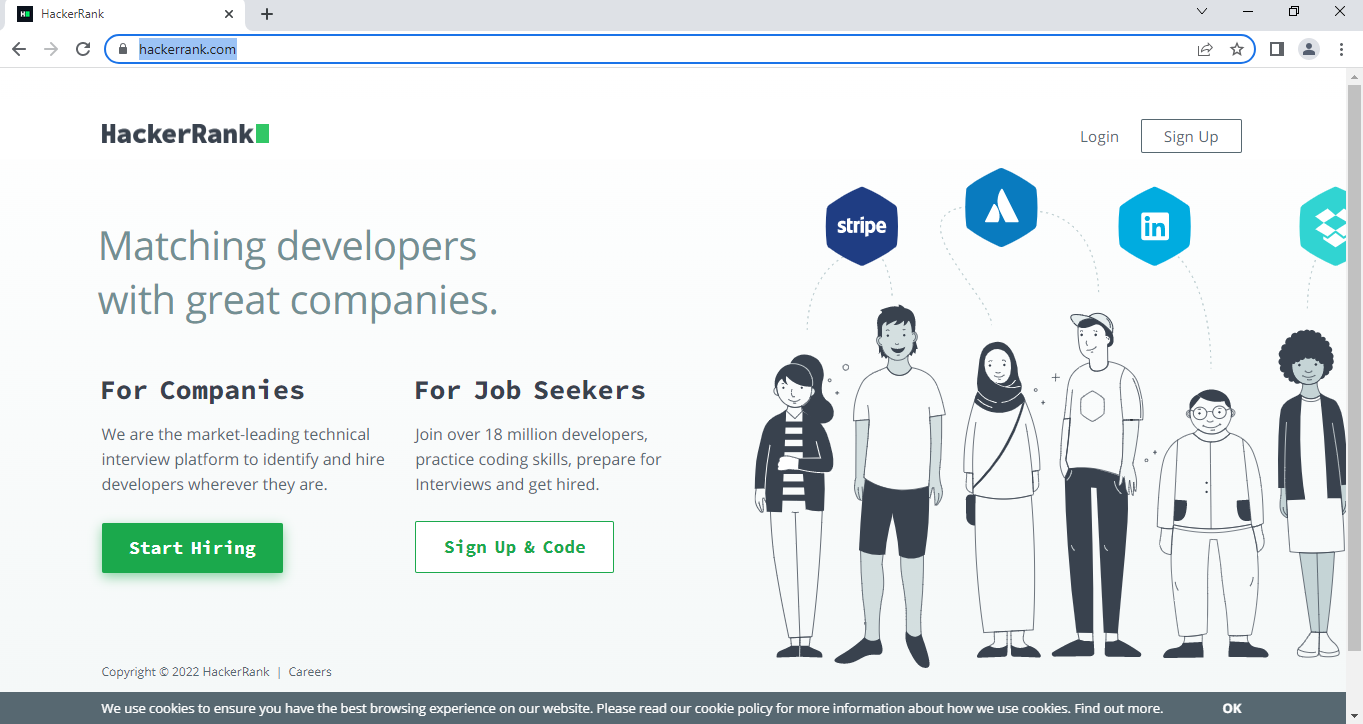 HackerRank
hackerrank.com
HackerRank
Login
Sign Up
stripe
in
Matching developers
with great companies.
For Companies
We are the market-leading technical
interview platform to identify and hire
developers wherever they are.
Start Hiring
For Job Seekers
Join over 18 million developers,
practice coding skills, prepare for
Interviews and get hired.
Sign Up & Code
Copyright © 2022 HackerRank | Careers
We use cookies to ensure you have the best browsing experience on our website. Please read our cookie policy for more information about how we use cookies. Find out more.
OK